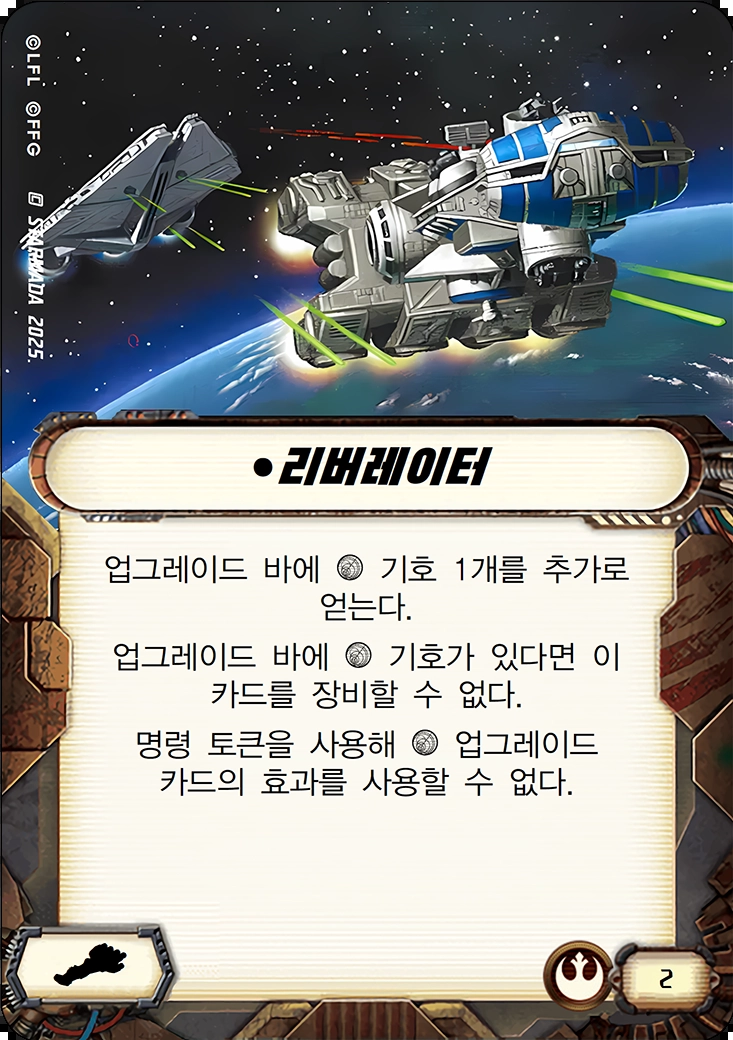 ©LFL ©FFG
STARMADA 2025.
•리버레이터
업그레이드 바에 기호 1개를 추가로
얻는다.
업그레이드 바에 기호가 있다면 이
카드를 장비할 수 없다.
명령 토큰을 사용해 업그레이드
카드의 효과를 사용할 수 없다.
2